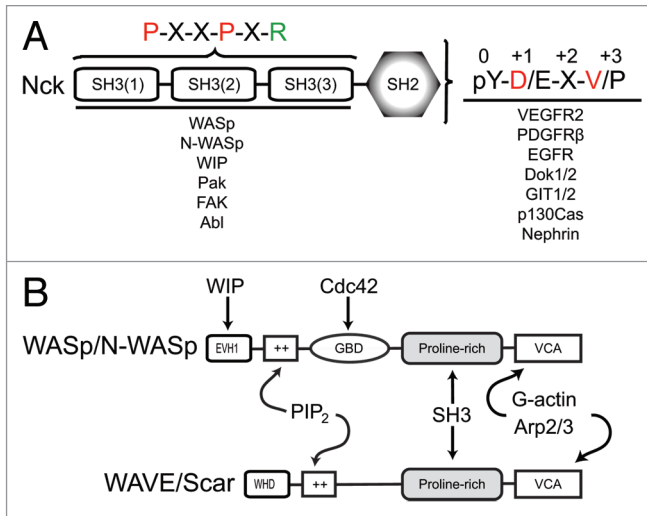 A
P-X-X-P-X-R
0 +1 +2 +3
Nck SH3(1) SH3(2) SH3(3) SH2 pY-D/E-X-V/P
WASp
N-WASp
WIP
Pak
FAK
Abl
VEGFR2
PDGFRβ
EGFR
Dok1/2
GIT1/2
p130Cas
Nephrin
B
WIP Cdc42
WASp/N-WASp EVH1 ++ GBD Proline-rich VCA
PIP₂ SH3 G-actin
Arp2/3
WAVE/Scar WHD ++ Proline-rich VCA